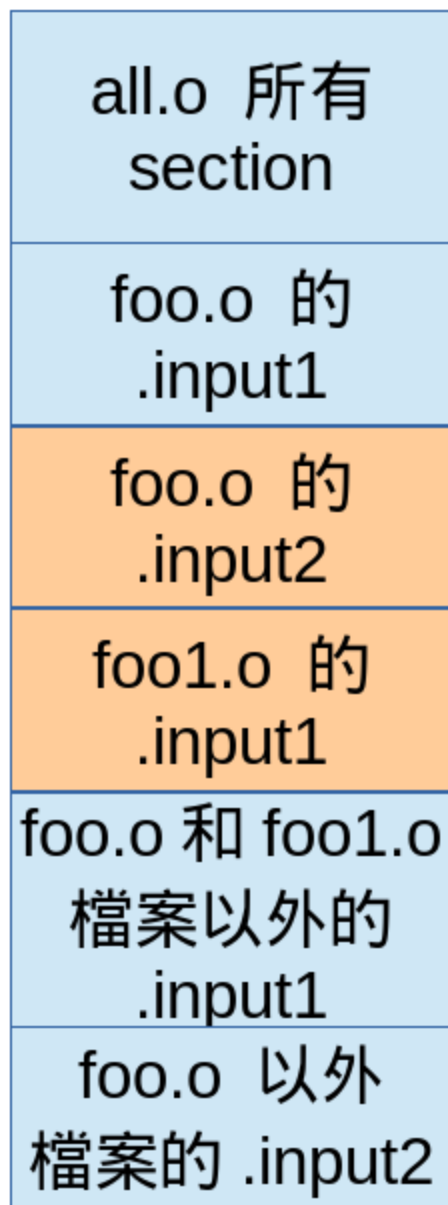 all.o 所有
section
foo.o 的
.input1
foo.o 的
.input2
foo1.o 的
.input1
foo.o 和 foo1.o
檔案以外的
.input1
foo.o 以外
檔案的 .input2